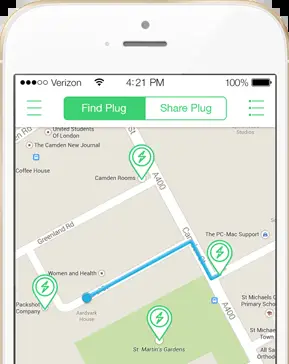 Verizon 4:21 PM 100%
Find Plug Share Plug
United Students
Of London
The Camden New Journal
Coffee House
Camden Rooms
A400
Greenland Rd
The PC-Mac Support
Women and Health
Packshot
Company
Aardvark
House
A400
St Michaels C
Primary School
St Michael
All Sa
St. Martin's Gardens